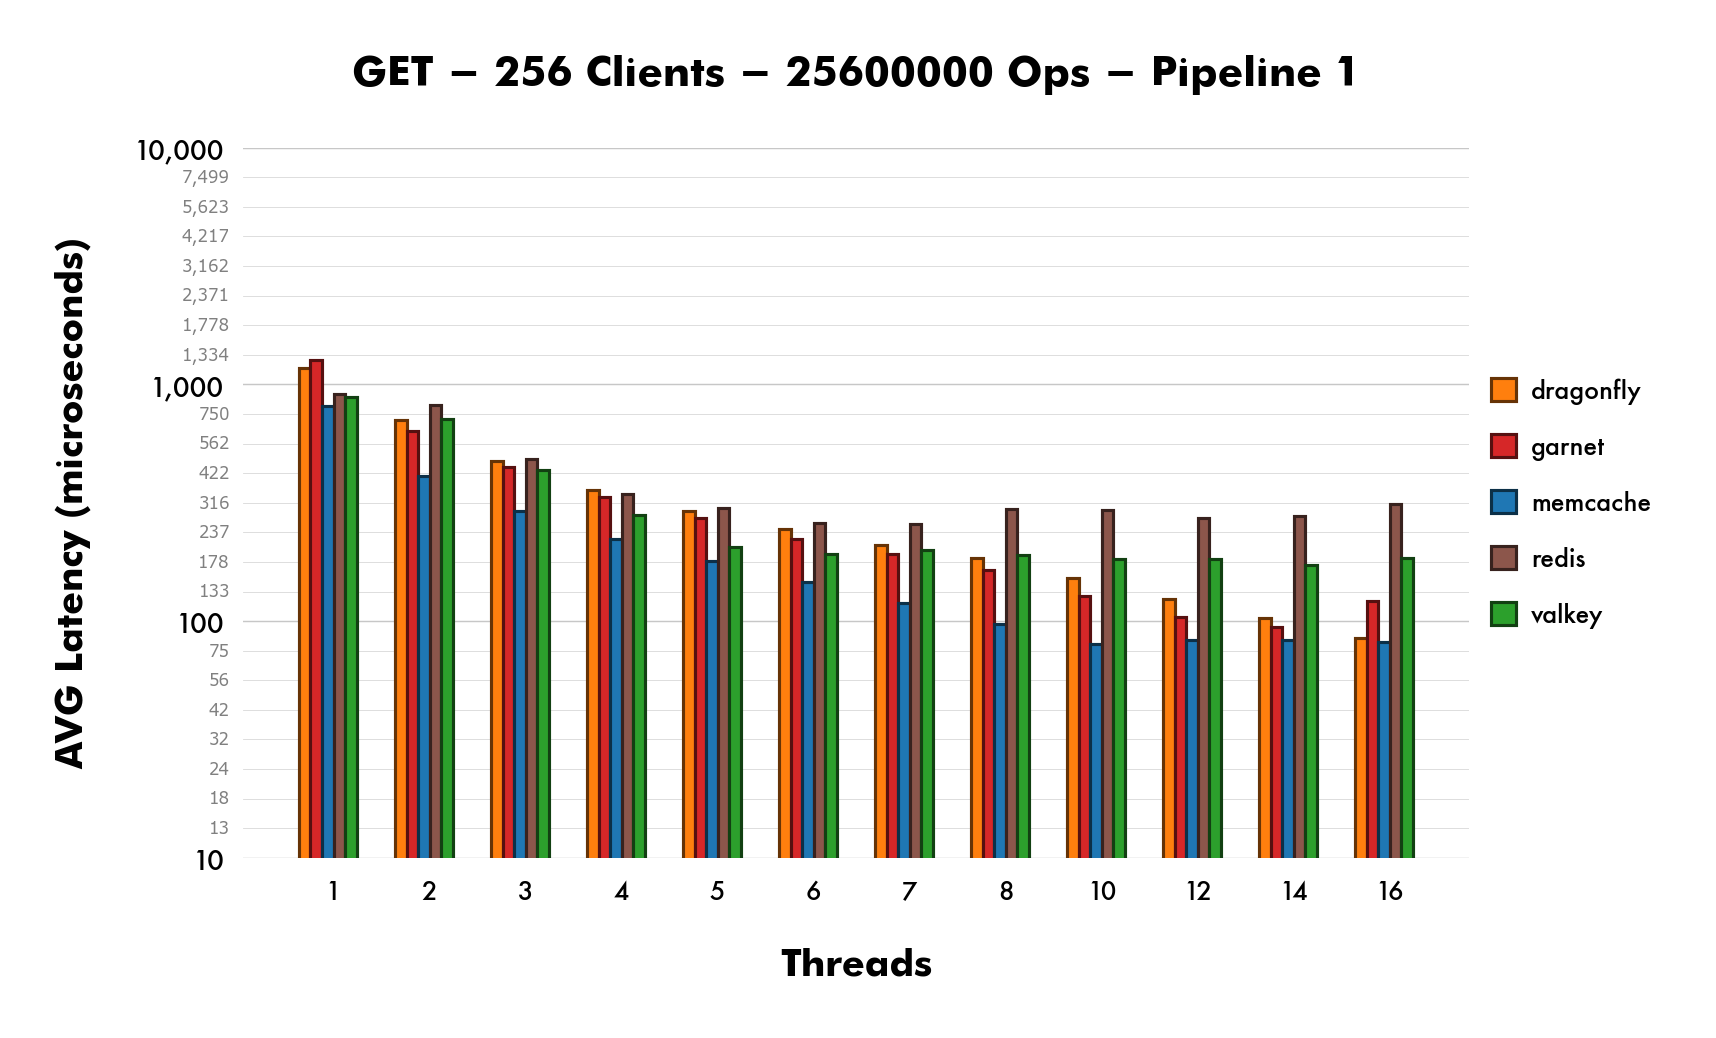 GET – 256 Clients – 25600000 Ops – Pipeline 1
AVG Latency (microseconds)
10,000
7,499
5,623
4,217
3,162
2,371
1,778
1,334
1,000
750
562
422
316
237
178
133
100
75
56
42
32
24
18
13
10
1 2 3 4 5 6 7 8 10 12 14 16
Threads
dragonfly
garnet
memcache
redis
valkey